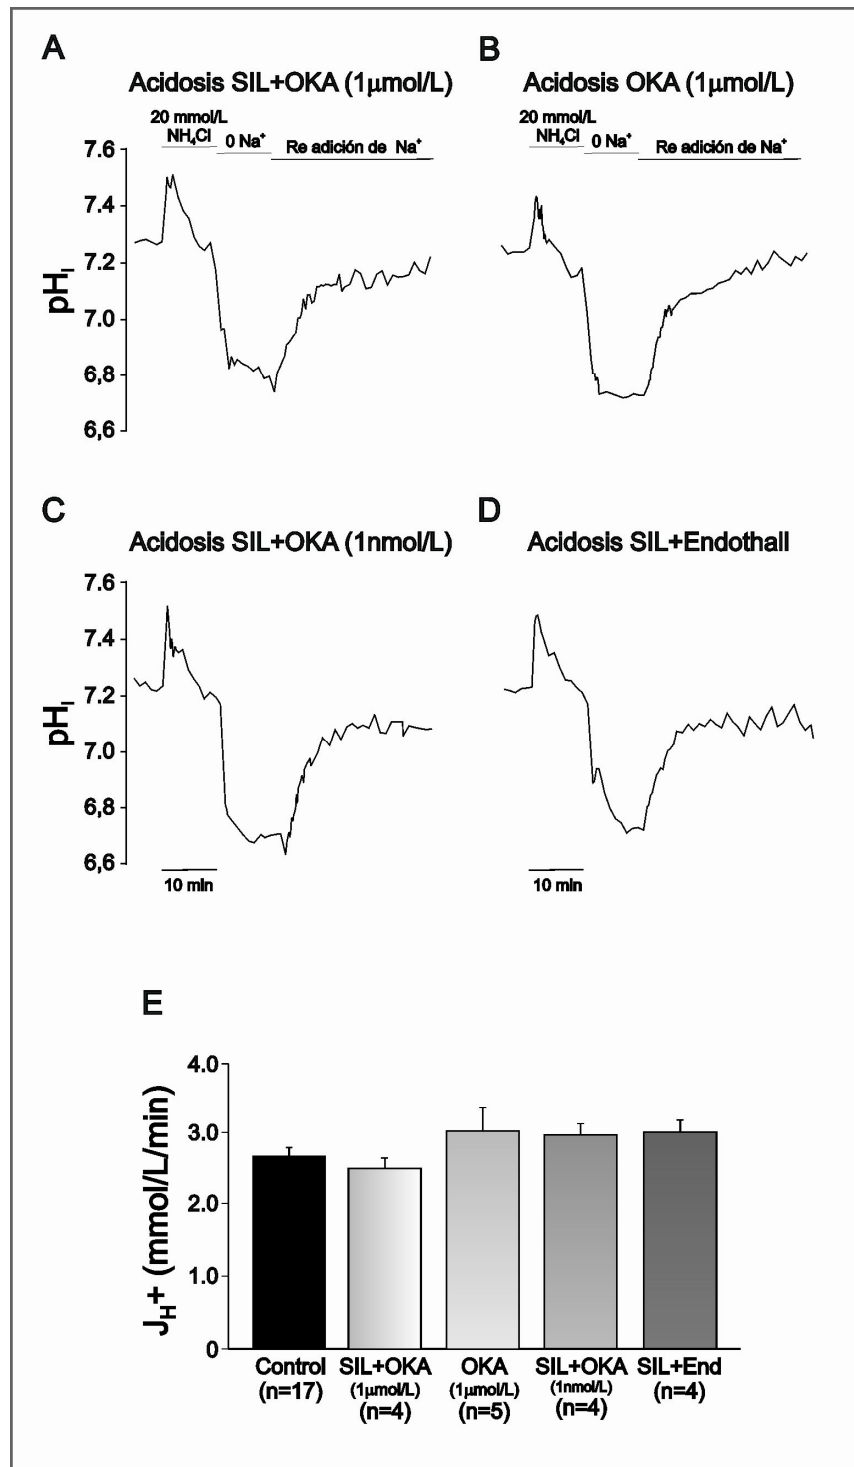 A
B
Acidosis SIL+OKA (1µmol/L)
Acidosis OKA (1µmol/L)
20 mmol/L
NH₄Cl
0 Na⁺
Re adición de Na⁺
20 mmol/L
NH₄Cl
0 Na⁺
Re adición de Na⁺
7.6
7.4
7.2
7.0
6,8
6,6
pHᵢ
C
D
Acidosis SIL+OKA (1nmol/L)
Acidosis SIL+Endothall
7.6
7.4
7.2
7.0
6,8
6,6
pHᵢ
10 min
10 min
E
4.0
3.0
2.0
1.0
0
J_H+ (mmol/L/min)
Control
(n=17)
SIL+OKA
(1µmol/L)
(n=4)
OKA
(1µmol/L)
(n=5)
SIL+OKA
(1nmol/L)
(n=4)
SIL+End
(n=4)